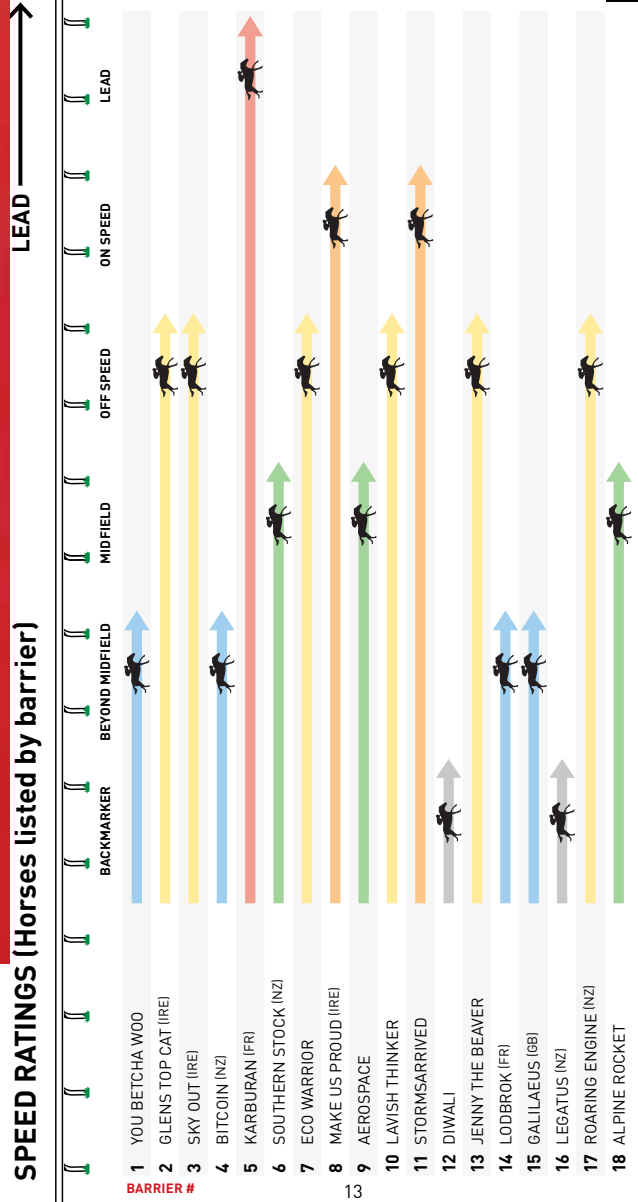 SPEED RATINGS (Horses listed by barrier)
LEAD
BACKMARKER
BEYOND MIDFIELD
MIDFIELD
OFF SPEED
ON SPEED
LEAD
1 YOU BETCHA WOO
2 GLENS TOP CAT (IRE)
3 SKY OUT (IRE)
4 BITCOIN (NZ)
5 KARBURAN (FR)
6 SOUTHERN STOCK (NZ)
7 ECO WARRIOR
8 MAKE US PROUD (IRE)
9 AEROSPACE
10 LAVISH THINKER
11 STORMSARRIVED
12 DIWALI
13 JENNY THE BEAVER
14 LODBROK (FR)
15 GALILAEUS (GB)
16 LEGATUS (NZ)
17 ROARING ENGINE (NZ)
18 ALPINE ROCKET
BARRIER #
13